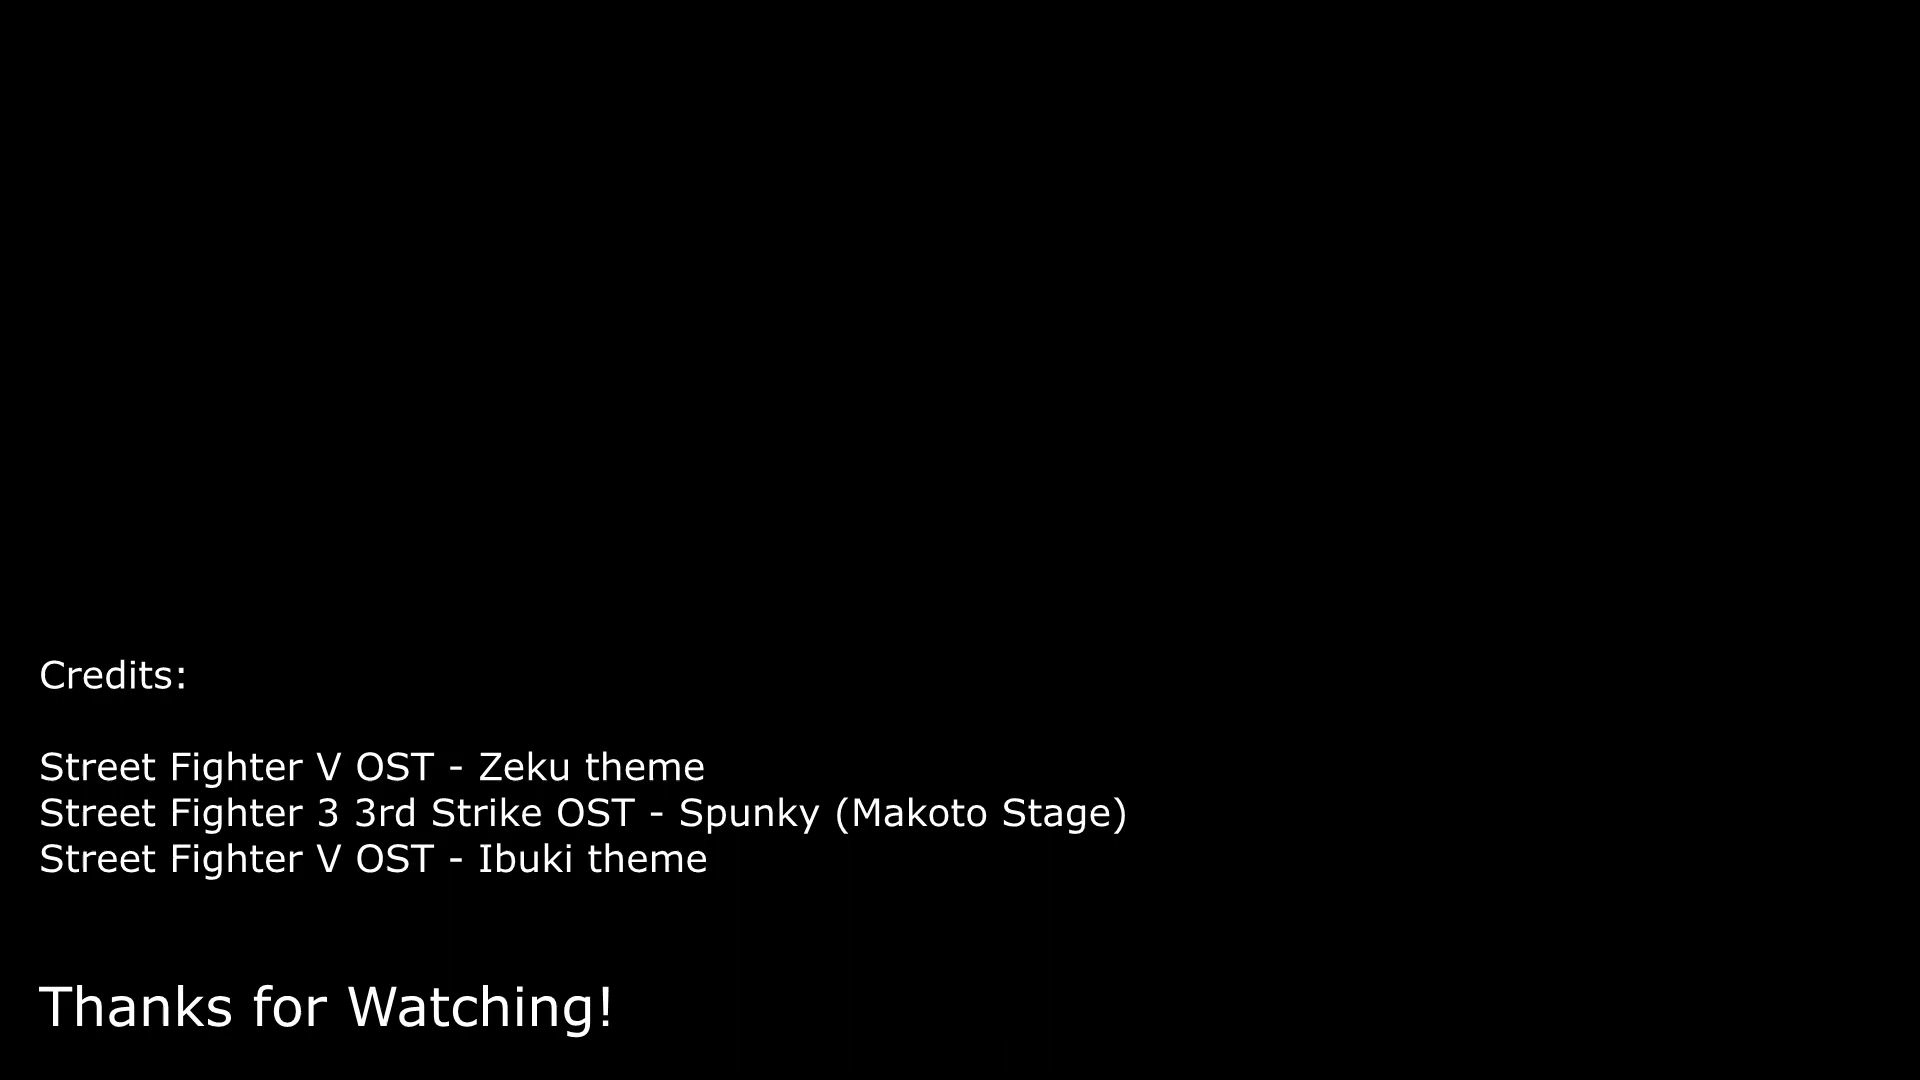 Credits:
Street Fighter V OST - Zeku theme
Street Fighter 3 3rd Strike OST - Spunky (Makoto Stage)
Street Fighter V OST - Ibuki theme
Thanks for Watching!